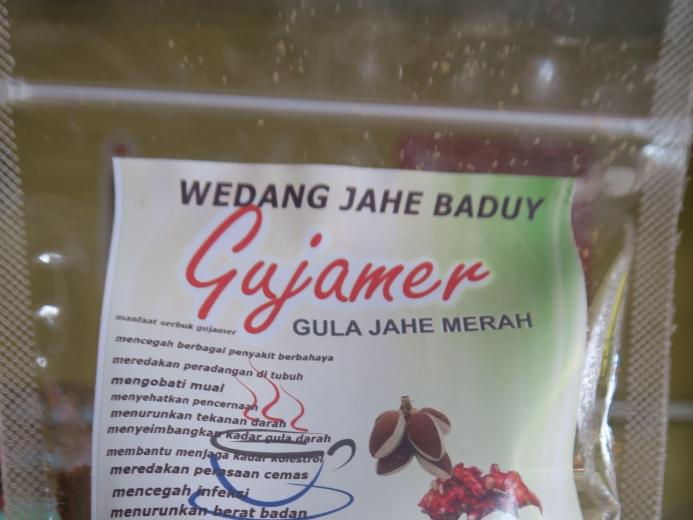 WEDANG JAHE BADUY
Gujamer
GULA JAHE MERAH
manfaat serbuk gujamer
mencegah berbagai penyakit berbahaya
meredakan peradangan di tubuh
mengobati mual
menyehatkan pencernaan
menurunkan tekanan darah
menyeimbangkan kadar gula darah
membantu menjaga kadar kolestrol
meredakan perasaan cemas
mencegah infeksi
menurunkan berat badan